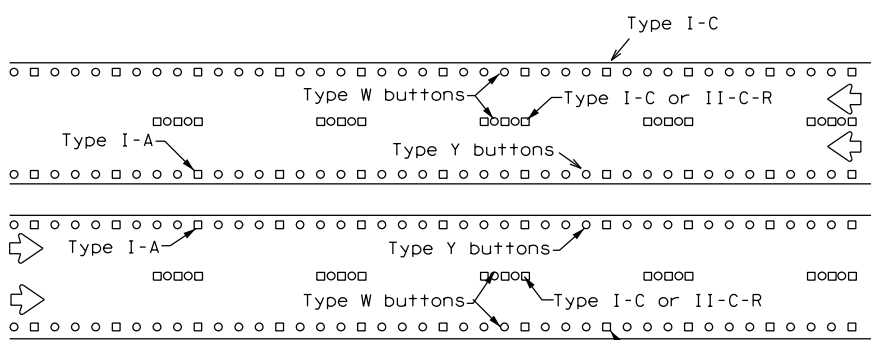 Type I-C
Type W buttons
Type I-C or II-C-R
Type I-A
Type Y buttons
Type I-A
Type Y buttons
Type W buttons
Type I-C or II-C-R